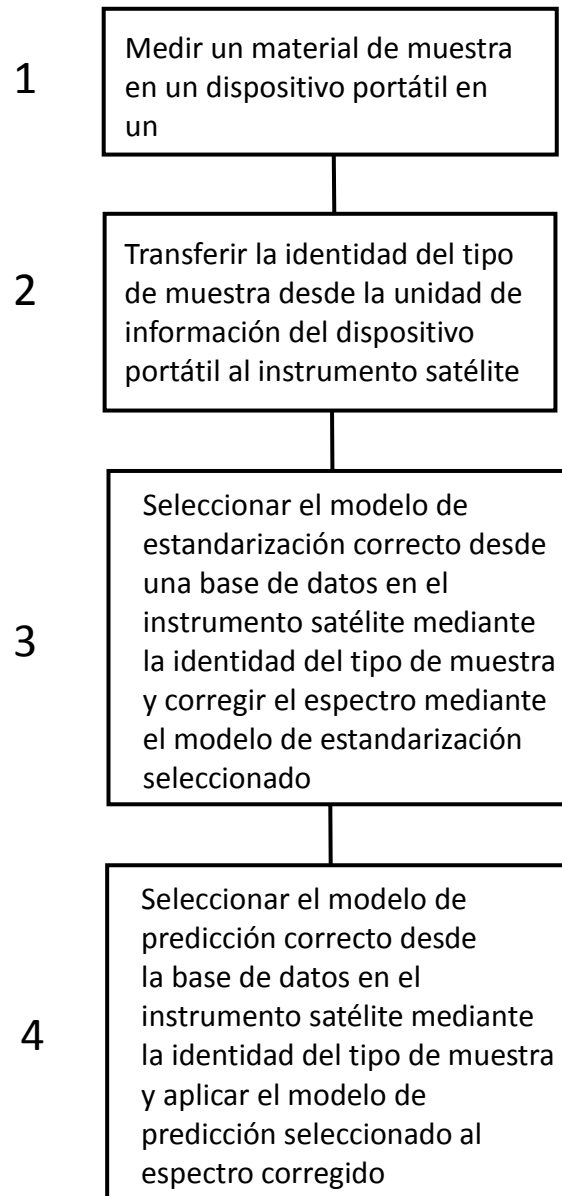 1
Medir un material de muestra
en un dispositivo portátil en
un
2
Transferir la identidad del tipo
de muestra desde la unidad de
información del dispositivo
portátil al instrumento satélite
3
Seleccionar el modelo de
estandarización correcto desde
una base de datos en el
instrumento satélite mediante
la identidad del tipo de muestra
y corregir el espectro mediante
el modelo de estandarización
seleccionado
4
Seleccionar el modelo de
predicción correcto desde
la base de datos en el
instrumento satélite mediante
la identidad del tipo de muestra
y aplicar el modelo de
predicción seleccionado al
espectro corregido